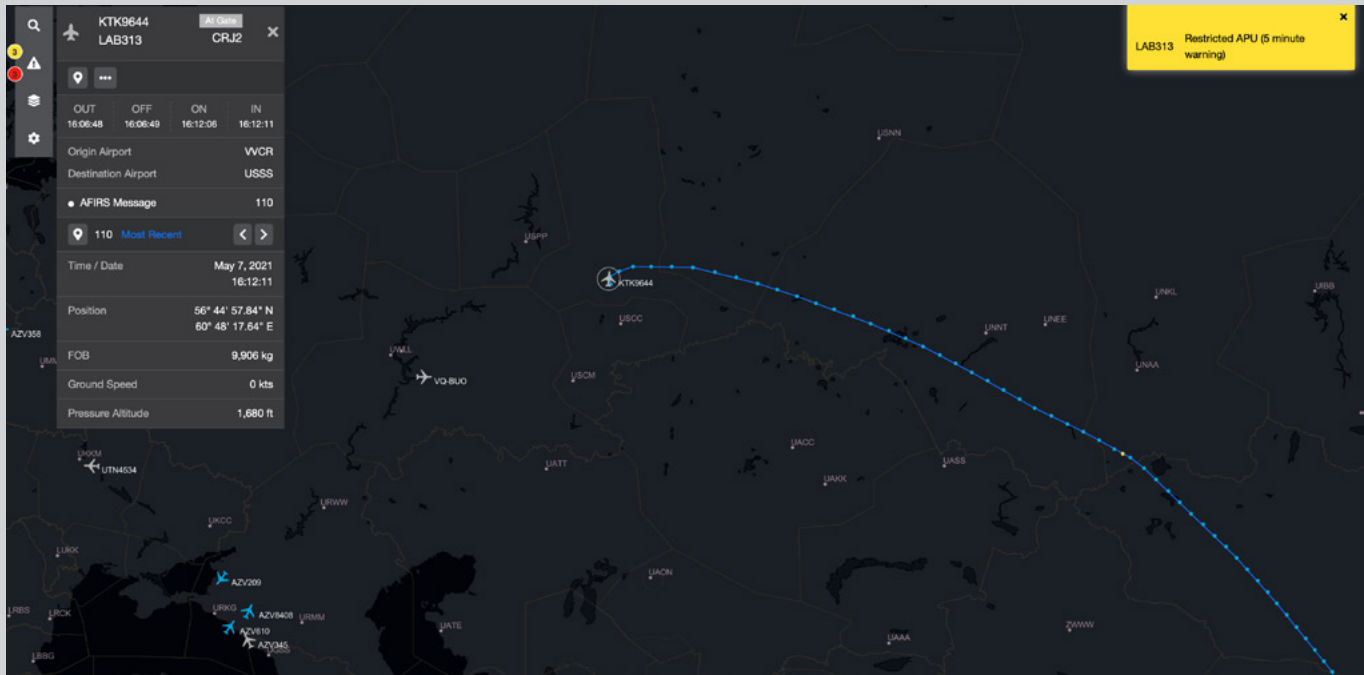 KTK9644
LAB313
At Gate
CRJ2
OUT OFF ON IN
16:06:48 16:06:49 16:12:06 16:12:11
Origin Airport VVCR
Destination Airport USSS
AFIRS Message 110
110 Most Recent
Time / Date May 7, 2021
16:12:11
Position 56° 44' 57.84" N
60° 48' 17.64" E
FOB 9,906 kg
Ground Speed 0 kts
Pressure Altitude 1,680 ft
3
LAB313 Restricted APU (5 minute
warning)
USNN
USPP
KTK9644
UNKL
UIBB
USCC
UNEE
UNNT
AZV358
UWLL
UNAA
USCM
VQ-BUO
UACC
UKKM
UTN4534
UATT
UASS
UAKK
URWW
UKCC
LUKK
UAON
AZV209
LRBS
LRCK
URKG
AZV8408
URMM
AZV610
UATE
ZWWW
AZV345
UAAA
LBBG